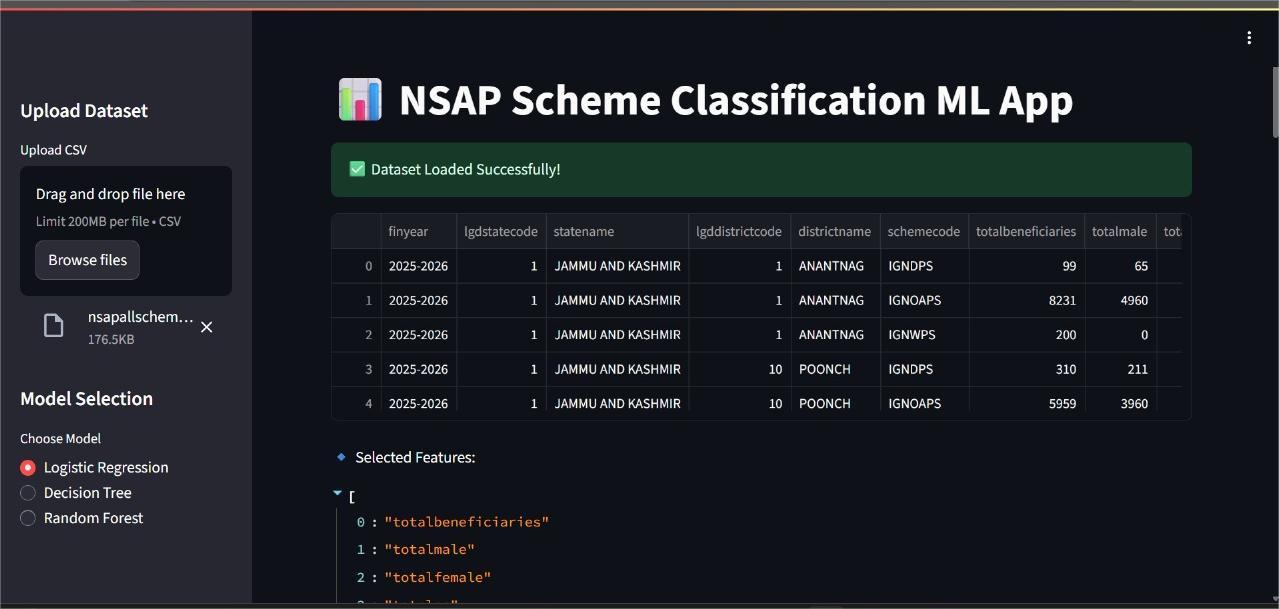 Upload Dataset
Upload CSV
Drag and drop file here
Limit 200MB per file • CSV
Browse files
nsapallschem...
176.5KB
Model Selection
Choose Model
Logistic Regression
Decision Tree
Random Forest
NSAP Scheme Classification ML App
Dataset Loaded Successfully!
finyear lgdstatecode statename lgddistrictcode districtname schemecode totalbeneficiaries totalmale
0 2025-2026 1 JAMMU AND KASHMIR 1 ANANTNAG IGNDPS 99 65
1 2025-2026 1 JAMMU AND KASHMIR 1 ANANTNAG IGNOAPS 8231 4960
2 2025-2026 1 JAMMU AND KASHMIR 1 ANANTNAG IGNWPS 200 0
3 2025-2026 1 JAMMU AND KASHMIR 10 POONCH IGNDPS 310 211
4 2025-2026 1 JAMMU AND KASHMIR 10 POONCH IGNOAPS 5959 3960
Selected Features:
[
0 : "totalbeneficiaries"
1 : "totalmale"
2 : "totalfemale"